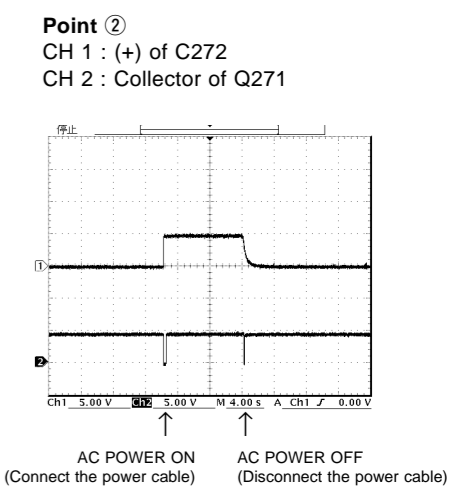 Point ②
CH 1 : (+) of C272
CH 2 : Collector of Q271
停止
1
2
Ch1 5.00 V Ch2 5.00 V M 4.00 s A Ch1 ƒ 0.00 V
AC POWER ON
(Connect the power cable)
AC POWER OFF
(Disconnect the power cable)